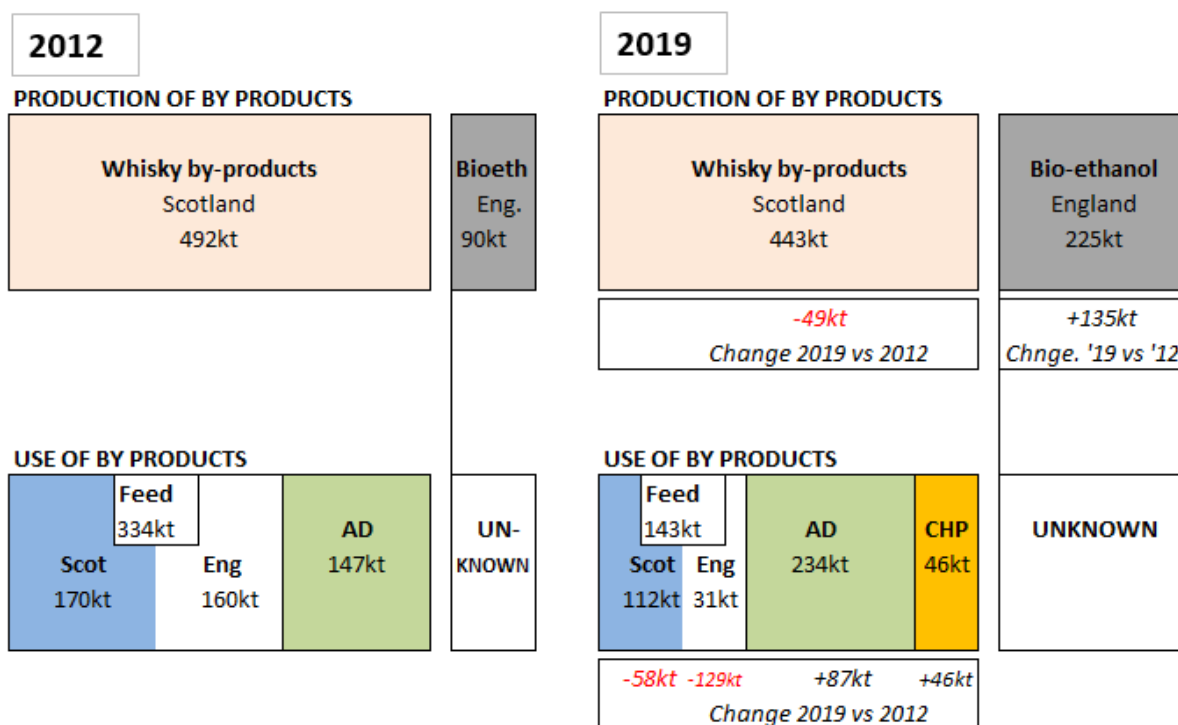 2012
PRODUCTION OF BY PRODUCTS
Whisky by-products
Scotland
492kt
Bioeth
Eng.
90kt
USE OF BY PRODUCTS
Feed
334kt
Scot
170kt
Eng
160kt
AD
147kt
UN-
KNOWN
2019
PRODUCTION OF BY PRODUCTS
Whisky by-products
Scotland
443kt
Bio-ethanol
England
225kt
-49kt
Change 2019 vs 2012
+135kt
Chnge. '19 vs '12
USE OF BY PRODUCTS
Feed
143kt
Scot
112kt
Eng
31kt
AD
234kt
CHP
46kt
UNKNOWN
-58kt -129kt +87kt +46kt
Change 2019 vs 2012